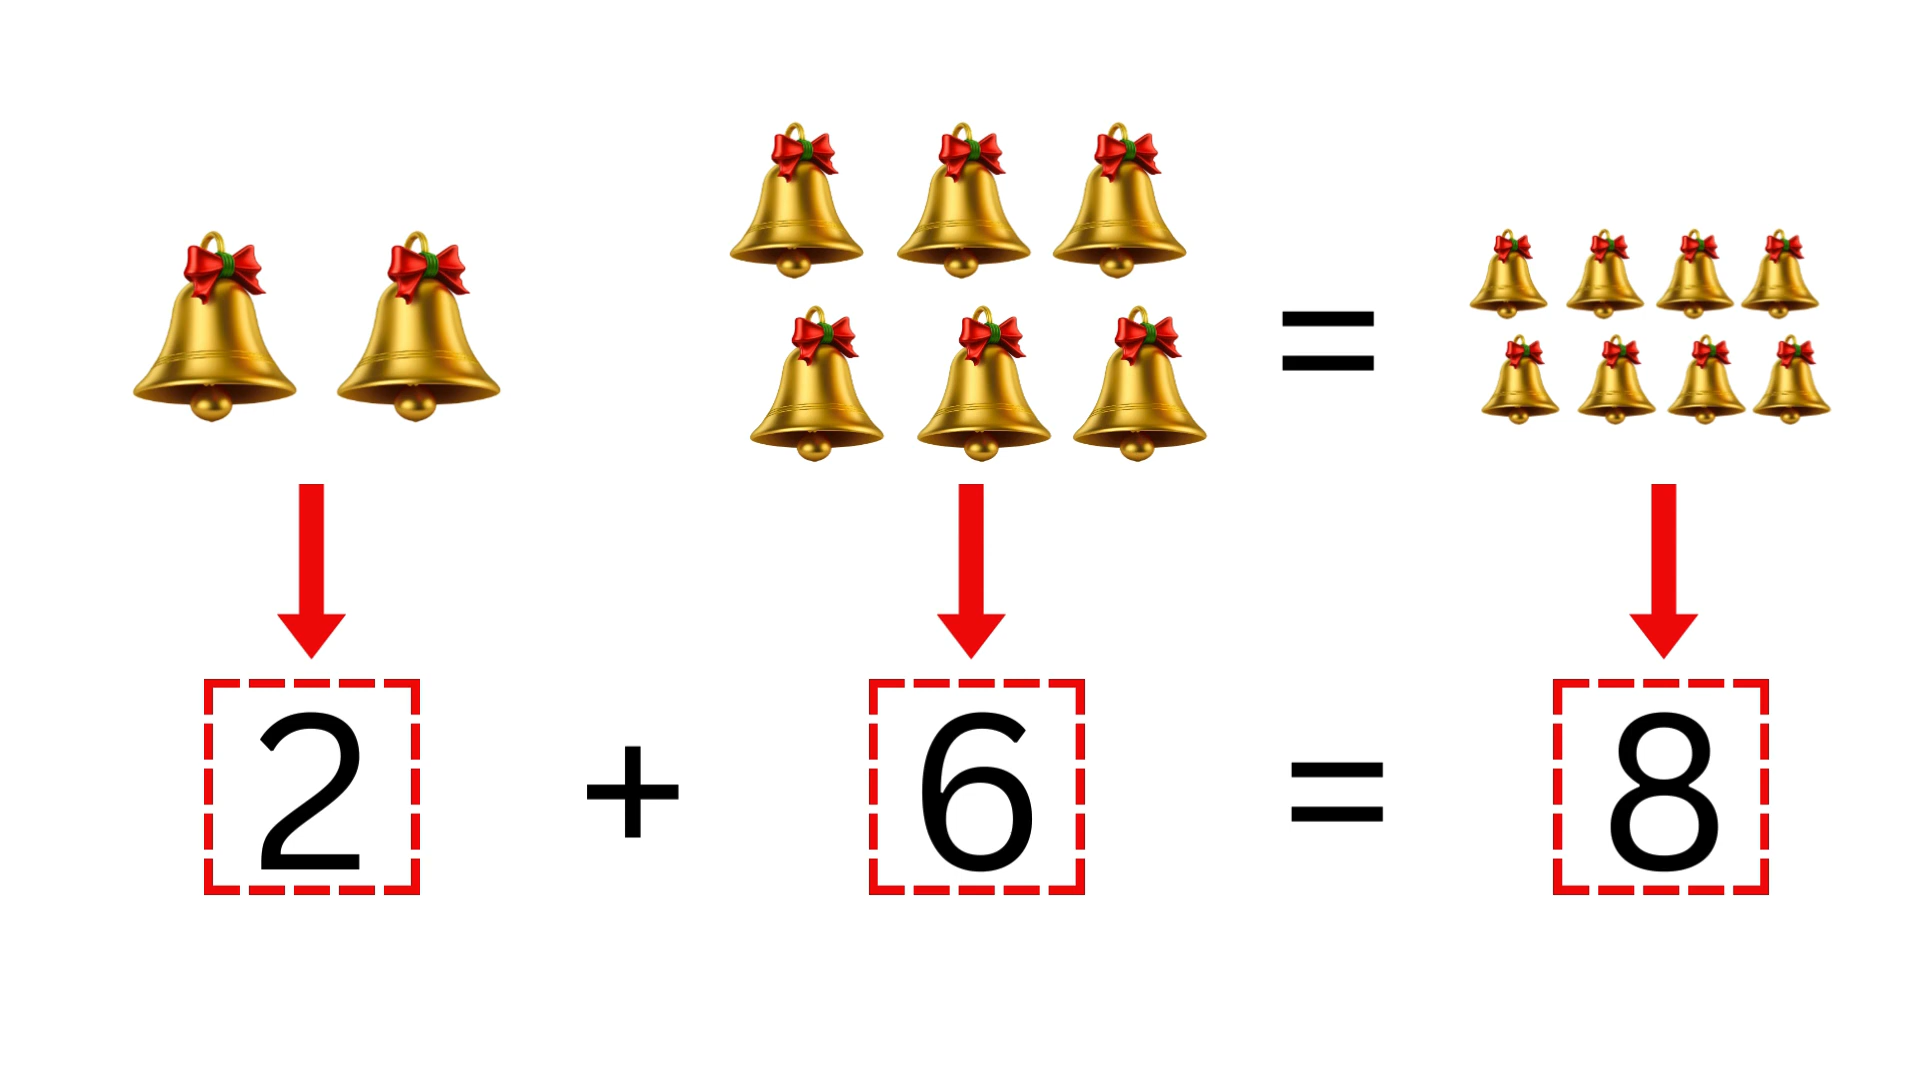 =
2 + 6 = 8